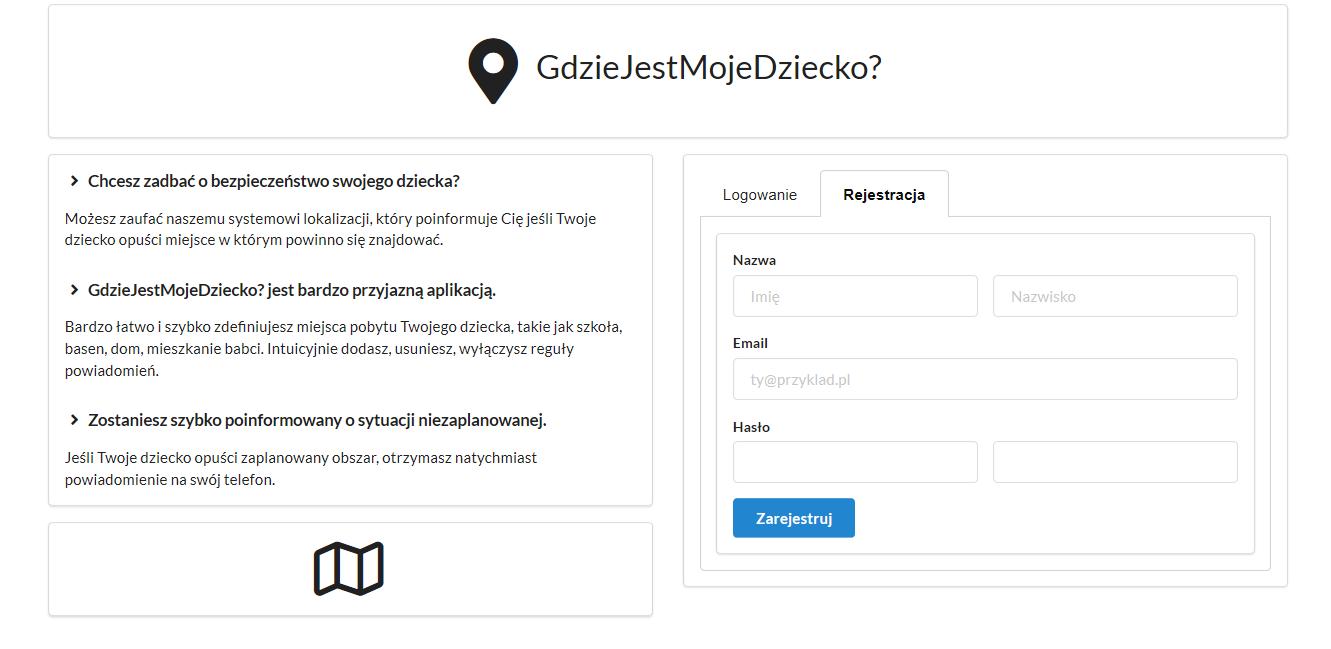 GdzieJestMojeDziecko?
Chcesz zadbać o bezpieczeństwo swojego dziecka?
Możesz zaufać naszemu systemowi lokalizacji, który poinformuje Cię jeśli Twoje
dziecko opuści miejsce w którym powinno się znajdować.
GdzieJestMojeDziecko? jest bardzo przyjazną aplikacją.
Bardzo łatwo i szybko zdefiniujesz miejsca pobytu Twojego dziecka, takie jak szkoła,
basen, dom, mieszkanie babci. Intuicyjnie dodasz, usuniesz, wyłączysz reguły
powiadomień.
Zostaniesz szybko poinformowany o sytuacji niezaplanowanej.
Jeśli Twoje dziecko opuści zaplanowany obszar, otrzymasz natychmiast
powiadomienie na swój telefon.
Logowanie Rejestracja
Nazwa
Imię Nazwisko
Email
ty@przyklad.pl
Hasło
Zarejestruj